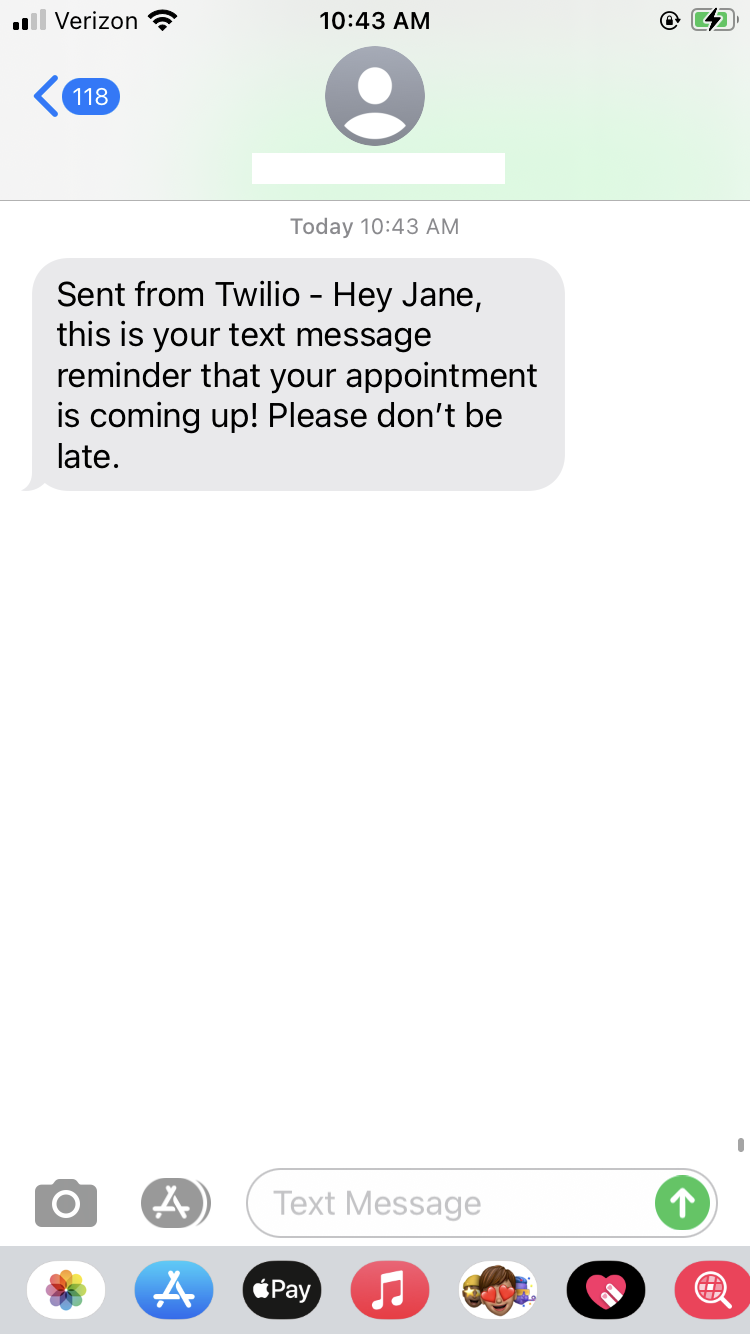 Verizon 10:43 AM
118
Today 10:43 AM
Sent from Twilio - Hey Jane,
this is your text message
reminder that your appointment
is coming up! Please don’t be
late.
Text Message
Pay